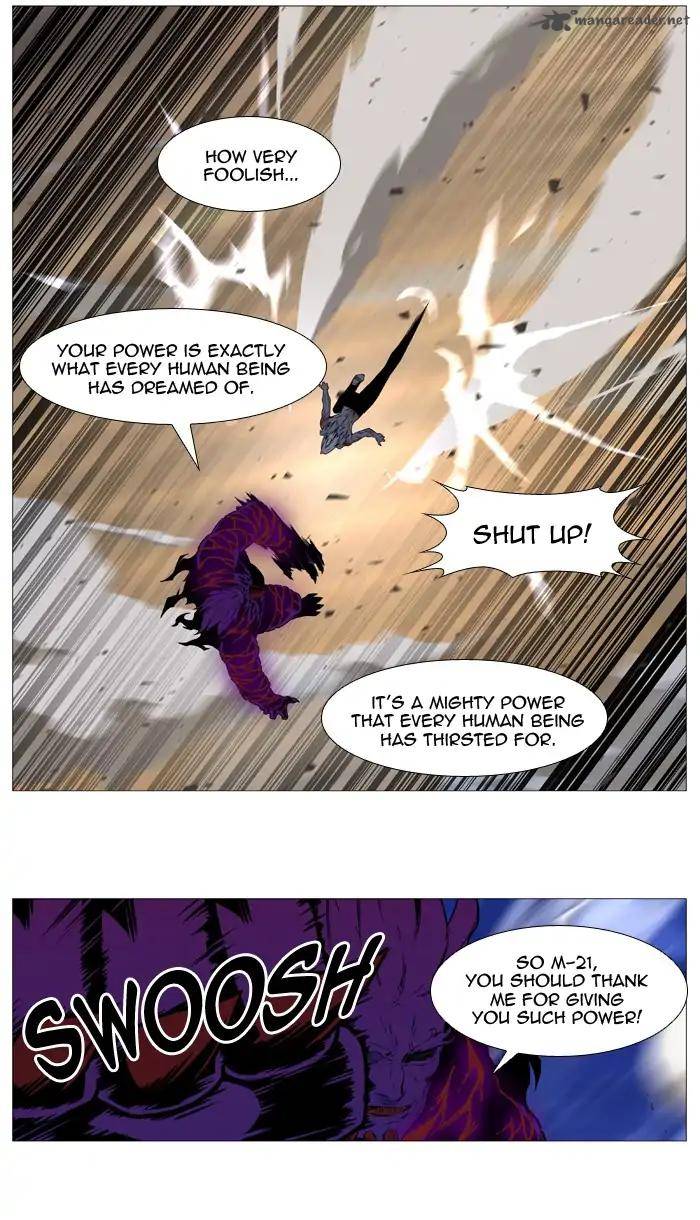 mangareader.net
HOW VERY
FOOLISH...
YOUR POWER IS EXACTLY
WHAT EVERY HUMAN BEING
HAS DREAMED OF.
SHUT UP!
IT'S A MIGHTY POWER
THAT EVERY HUMAN BEING
HAS THIRSTED FOR.
SWOOSH
SO M-21,
YOU SHOULD THANK
ME FOR GIVING
YOU SUCH POWER!